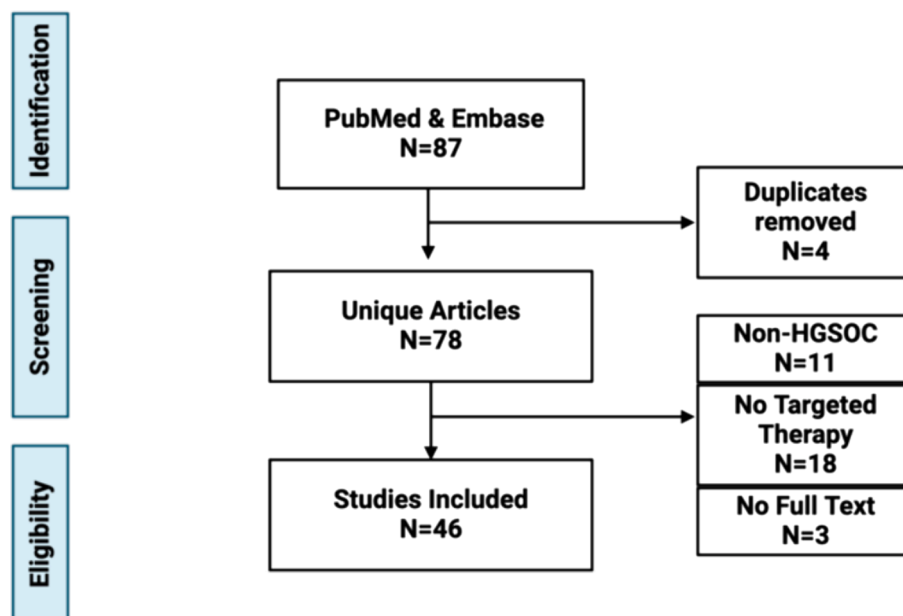 Identification
PubMed & Embase
N=87
Duplicates
removed
N=4
Screening
Unique Articles
N=78
Non-HGSOC
N=11
No Targeted
Therapy
N=18
No Full Text
N=3
Eligibility
Studies Included
N=46